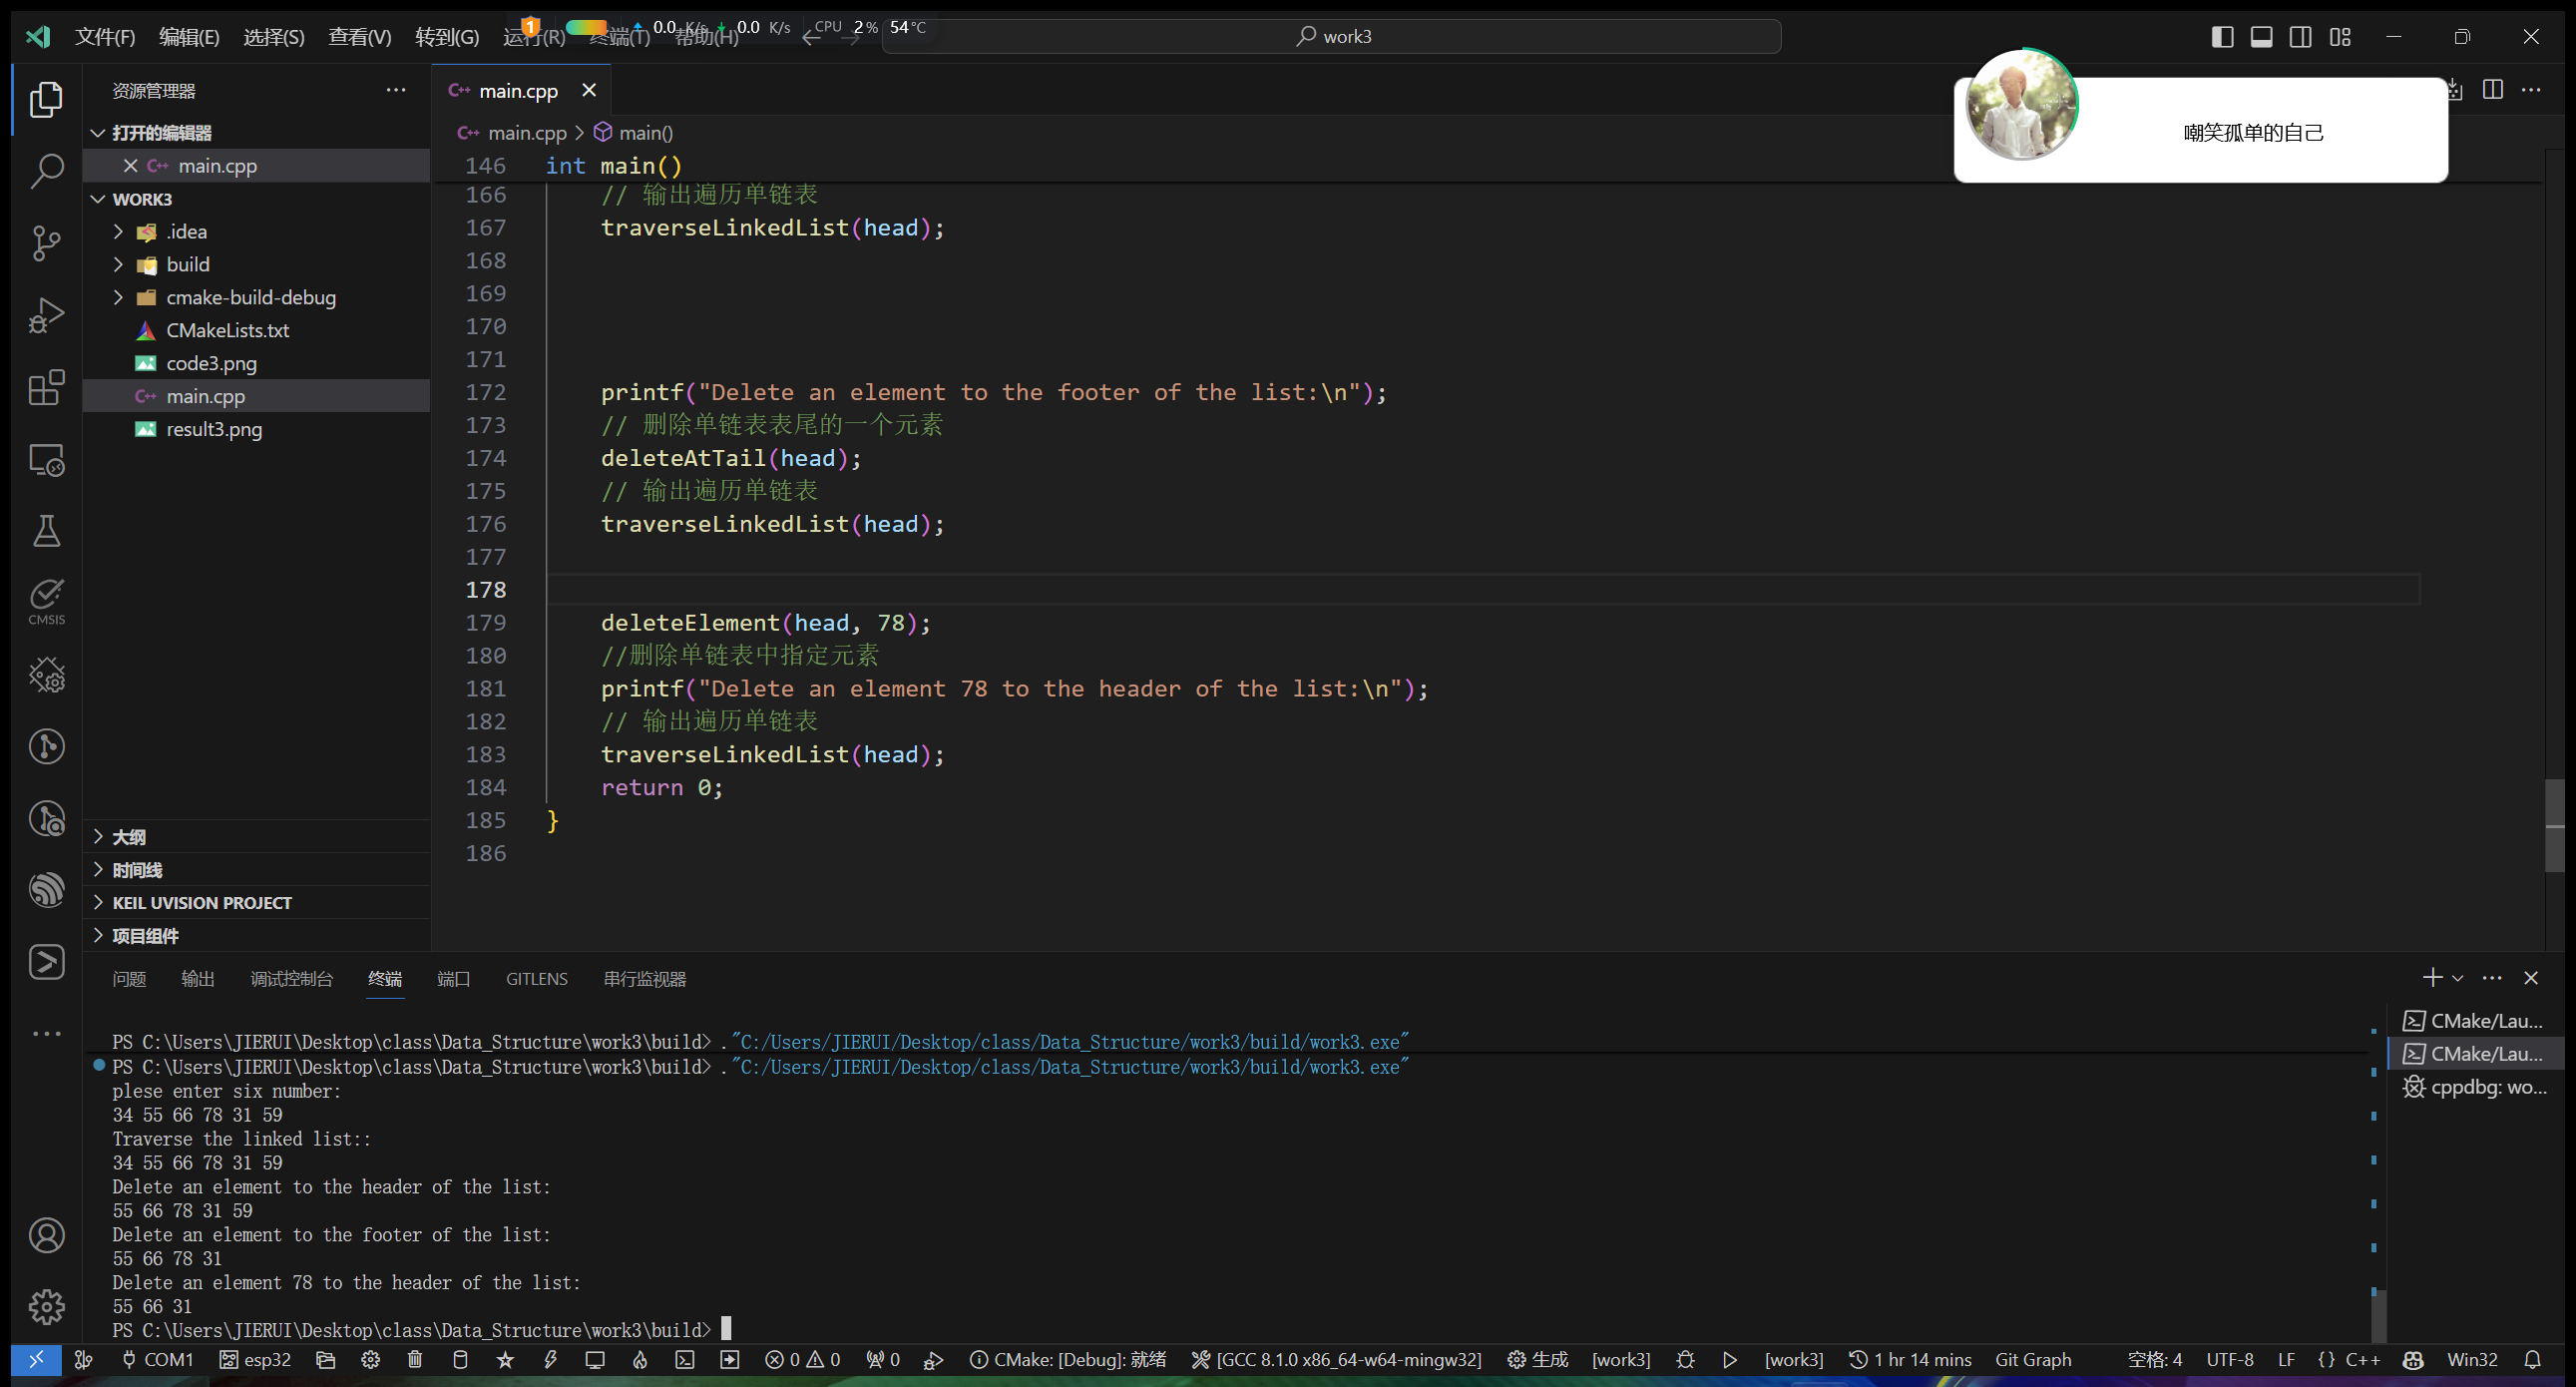 文件(F) 编辑(E) 选择(S) 查看(V) 转到(G) 运行(R) 终端(T) 帮助(H)
1 0.0 K/s 0.0 K/s CPU 2% 54°C
work3
嘲笑孤单的自己
资源管理器
打开的编辑器
main.cpp
WORK3
.idea
build
cmake-build-debug
CMakeLists.txt
code3.png
main.cpp
result3.png
大纲
时间线
KEIL UVISION PROJECT
项目组件
CMSIS
main.cpp
main.cpp > main()
146 int main()
166 // 输出遍历单链表
167 traverseLinkedList(head);
168
169
170
171
172 printf("Delete an element to the footer of the list:\n");
173 // 删除单链表表尾的一个元素
174 deleteAtTail(head);
175 // 输出遍历单链表
176 traverseLinkedList(head);
177
178
179 deleteElement(head, 78);
180 //删除单链表中指定元素
181 printf("Delete an element 78 to the header of the list:\n");
182 // 输出遍历单链表
183 traverseLinkedList(head);
184 return 0;
185 }
186
问题 输出 调试控制台 终端 端口 GITLENS 串行监视器
PS C:\Users\JIERUI\Desktop\class\Data_Structure\work3\build> ."C:/Users/JIERUI/Desktop/class/Data_Structure/work3/build/work3.exe"
PS C:\Users\JIERUI\Desktop\class\Data_Structure\work3\build> ."C:/Users/JIERUI/Desktop/class/Data_Structure/work3/build/work3.exe"
plese enter six number:
34 55 66 78 31 59
Traverse the linked list::
34 55 66 78 31 59
Delete an element to the header of the list:
55 66 78 31 59
Delete an element to the footer of the list:
55 66 78 31
Delete an element 78 to the header of the list:
55 66 31
PS C:\Users\JIERUI\Desktop\class\Data_Structure\work3\build>
CMake/Lau...
CMake/Lau...
cppdbg: wo...
COM1 esp32 0 0 0 CMake: [Debug]: 就绪 [GCC 8.1.0 x86_64-w64-mingw32] 生成 [work3] [work3] 1 hr 14 mins Git Graph 空格: 4 UTF-8 LF {} C++ Win32